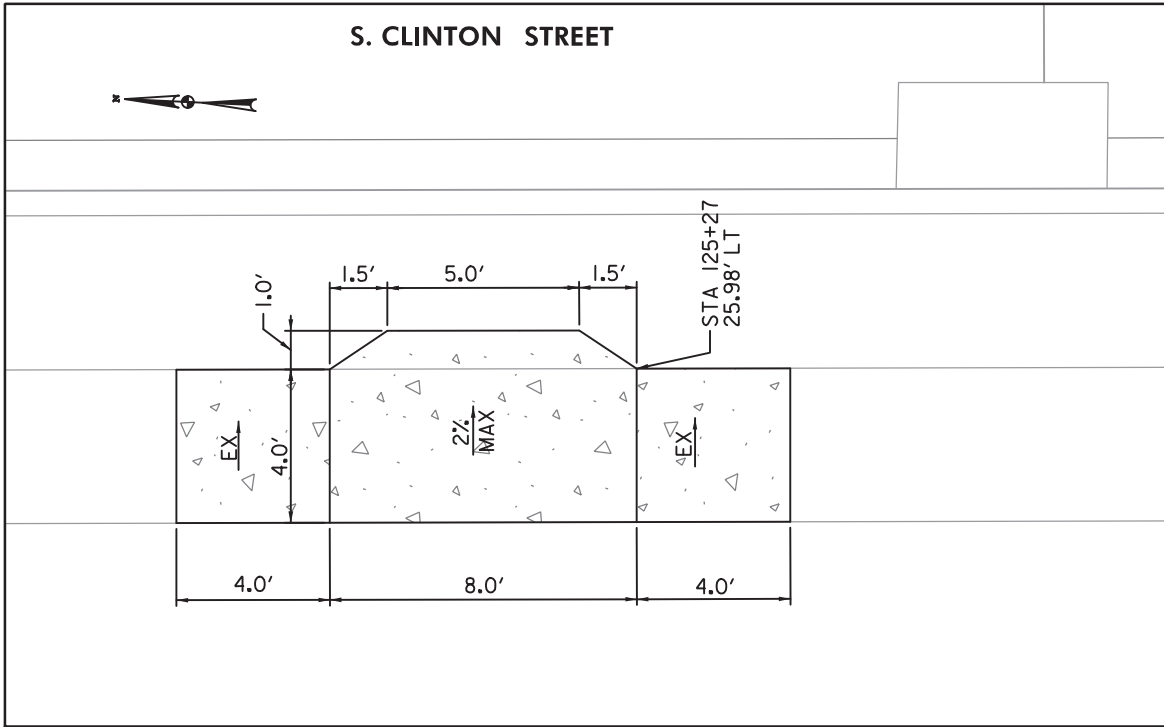 S. CLINTON STREET
N
1.0'
1.5'
5.0'
1.5'
STA 125+27
25.98' LT
EX
4.0'
2%
MAX
EX
4.0'
8.0'
4.0'